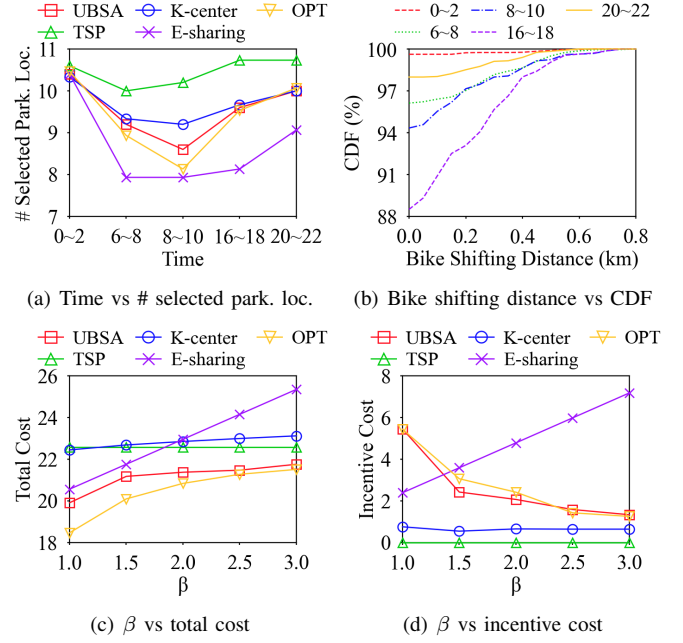 UBSA K-center OPT
TSP E-sharing
# Selected Park. Loc.
11
10
9
8
7
0~2 6~8 8~10 16~18 20~22
Time
(a) Time vs # selected park. loc.
0~2 8~10 20~22
6~8 16~18
CDF (%)
100
97
94
91
88
0.0 0.2 0.4 0.6 0.8
Bike Shifting Distance (km)
(b) Bike shifting distance vs CDF
UBSA K-center OPT
TSP E-sharing
Total Cost
26
24
22
20
18
1.0 1.5 2.0 2.5 3.0
β
(c) β vs total cost
UBSA K-center OPT
TSP E-sharing
Incentive Cost
8
6
4
2
0
1.0 1.5 2.0 2.5 3.0
β
(d) β vs incentive cost